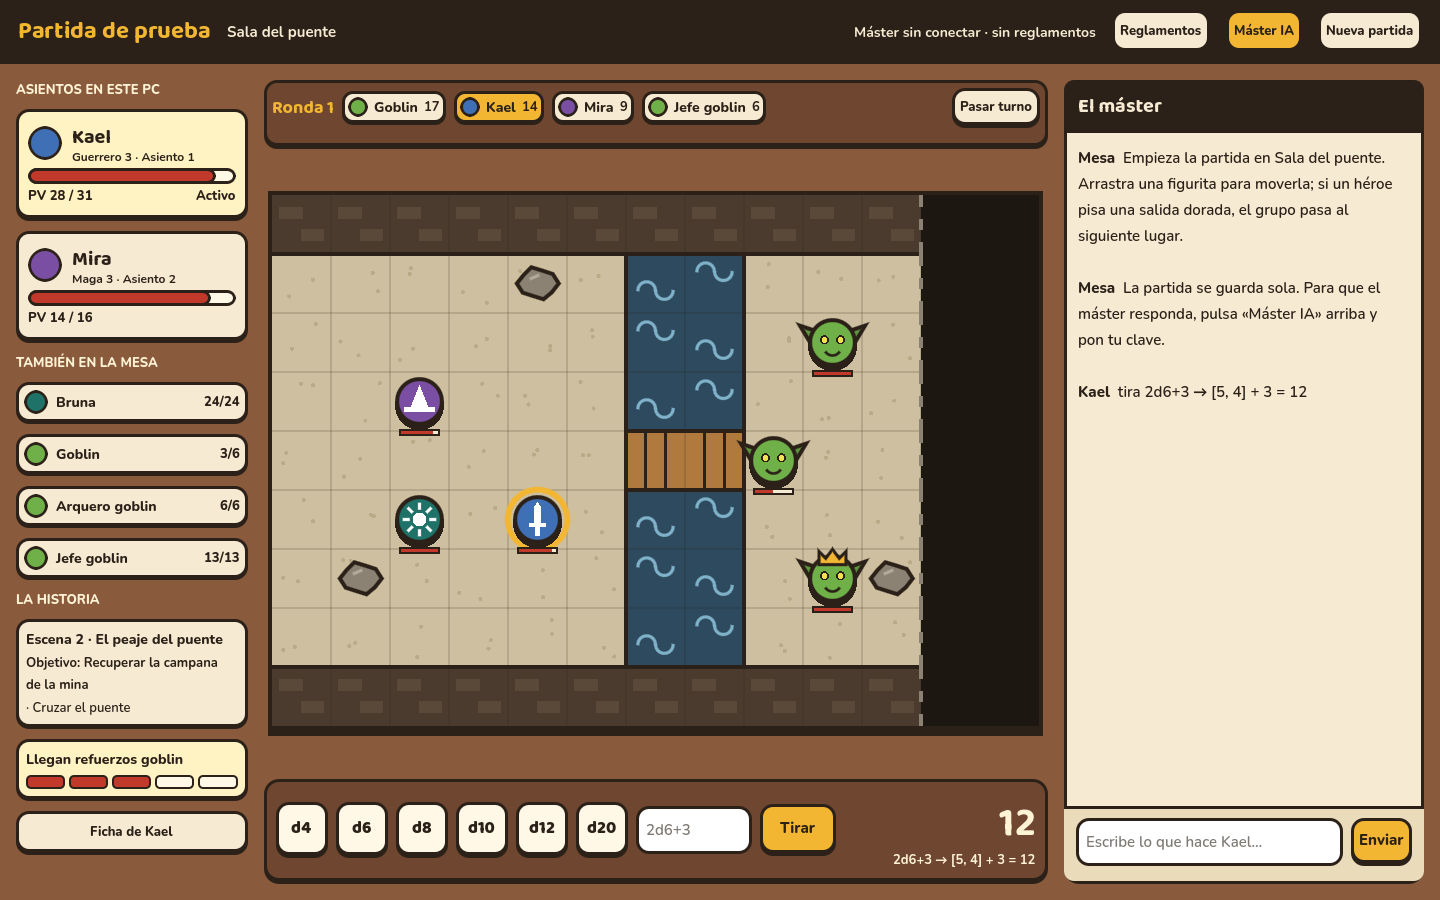 Partida de prueba
Sala del puente
Máster sin conectar · sin reglamentos
Reglamentos
Máster IA
Nueva partida
ASIENTOS EN ESTE PC
Kael
Guerrero 3 · Asiento 1
PV 28 / 31
Activo
Mira
Maga 3 · Asiento 2
PV 14 / 16
TAMBIÉN EN LA MESA
Bruna 24/24
Goblin 3/6
Arquero goblin 6/6
Jefe goblin 13/13
LA HISTORIA
Escena 2 · El peaje del puente
Objetivo: Recuperar la campana
de la mina
· Cruzar el puente
Llegan refuerzos goblin
Ficha de Kael
Ronda 1
Goblin 17
Kael 14
Mira 9
Jefe goblin 6
Pasar turno
d4
d6
d8
d10
d12
d20
2d6+3
Tirar
12
2d6+3 → [5, 4] + 3 = 12
El máster
Mesa Empieza la partida en Sala del puente.
Arrastra una figurita para moverla; si un héroe
pisa una salida dorada, el grupo pasa al
siguiente lugar.
Mesa La partida se guarda sola. Para que el
máster responda, pulsa «Máster IA» arriba y
pon tu clave.
Kael tira 2d6+3 → [5, 4] + 3 = 12
Escribe lo que hace Kael...
Enviar